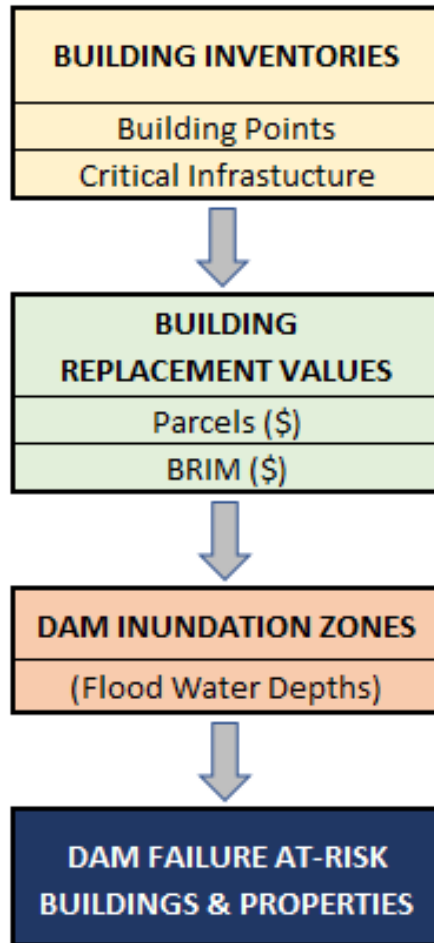 BUILDING INVENTORIES
Building Points
Critical Infrastucture
BUILDING
REPLACEMENT VALUES
Parcels ($)
BRIM ($)
DAM INUNDATION ZONES
(Flood Water Depths)
DAM FAILURE AT-RISK
BUILDINGS & PROPERTIES